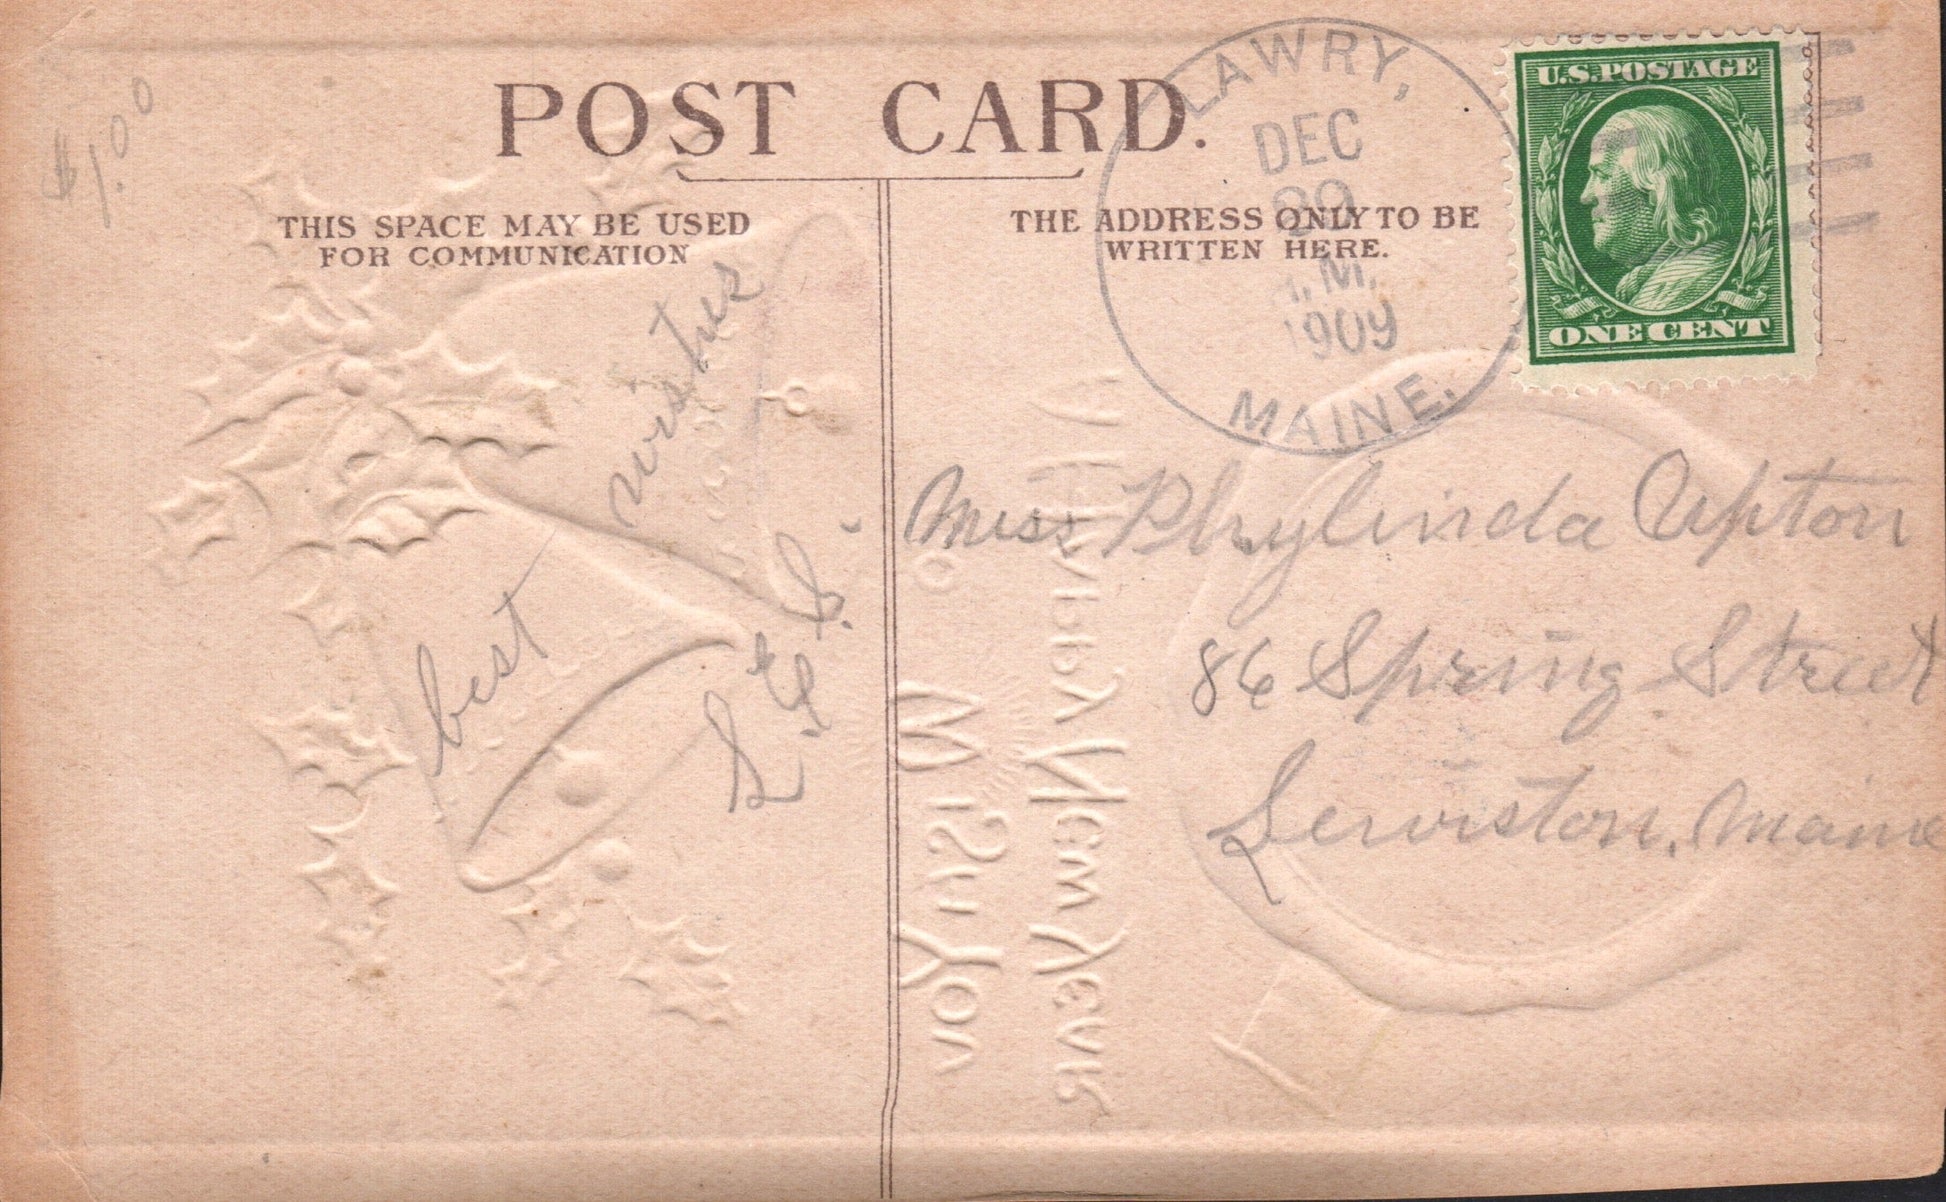 $1.00
POST CARD.
THIS SPACE MAY BE USED
FOR COMMUNICATION
best wishes
THE ADDRESS ONLY TO BE
WRITTEN HERE.
LAWRY,
DEC
M.
1909
MAINE.
U.S. POSTAGE
ONE CENT
Miss Phylinda Upton
86 Spring Street
Lewiston, Maine